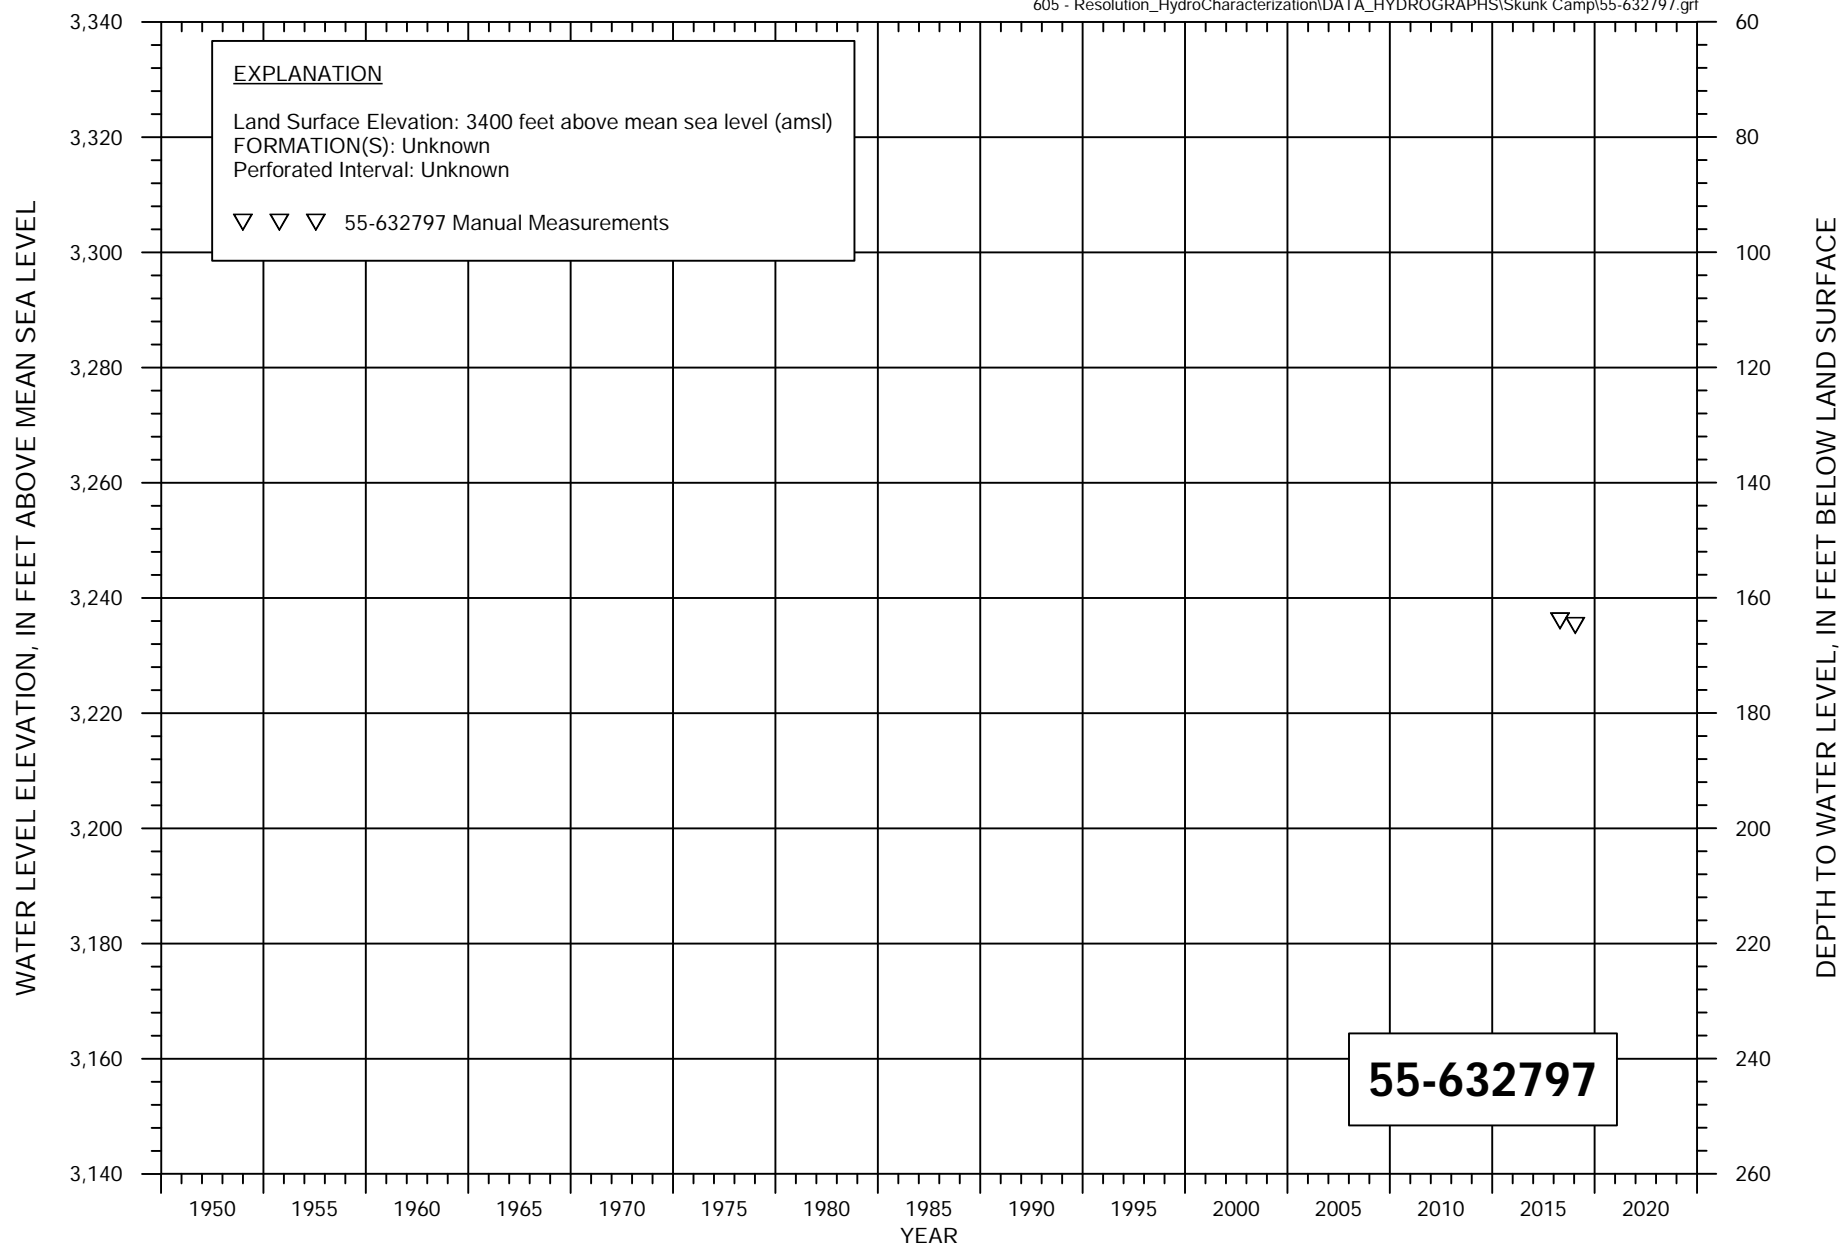 605 - Resolution_HydroCharacterization\DATA_HYDROGRAPHS\Skunk Camp\55-632797.grf
EXPLANATION
Land Surface Elevation: 3400 feet above mean sea level (amsl)
FORMATION(S): Unknown
Perforated Interval: Unknown
55-632797 Manual Measurements
WATER LEVEL ELEVATION, IN FEET ABOVE MEAN SEA LEVEL
3,340
3,320
3,300
3,280
3,260
3,240
3,220
3,200
3,180
3,160
3,140
60
80
100
120
140
160
180
200
220
240
260
DEPTH TO WATER LEVEL, IN FEET BELOW LAND SURFACE
55-632797
1950 1955 1960 1965 1970 1975 1980 1985 1990 1995 2000 2005 2010 2015 2020
YEAR